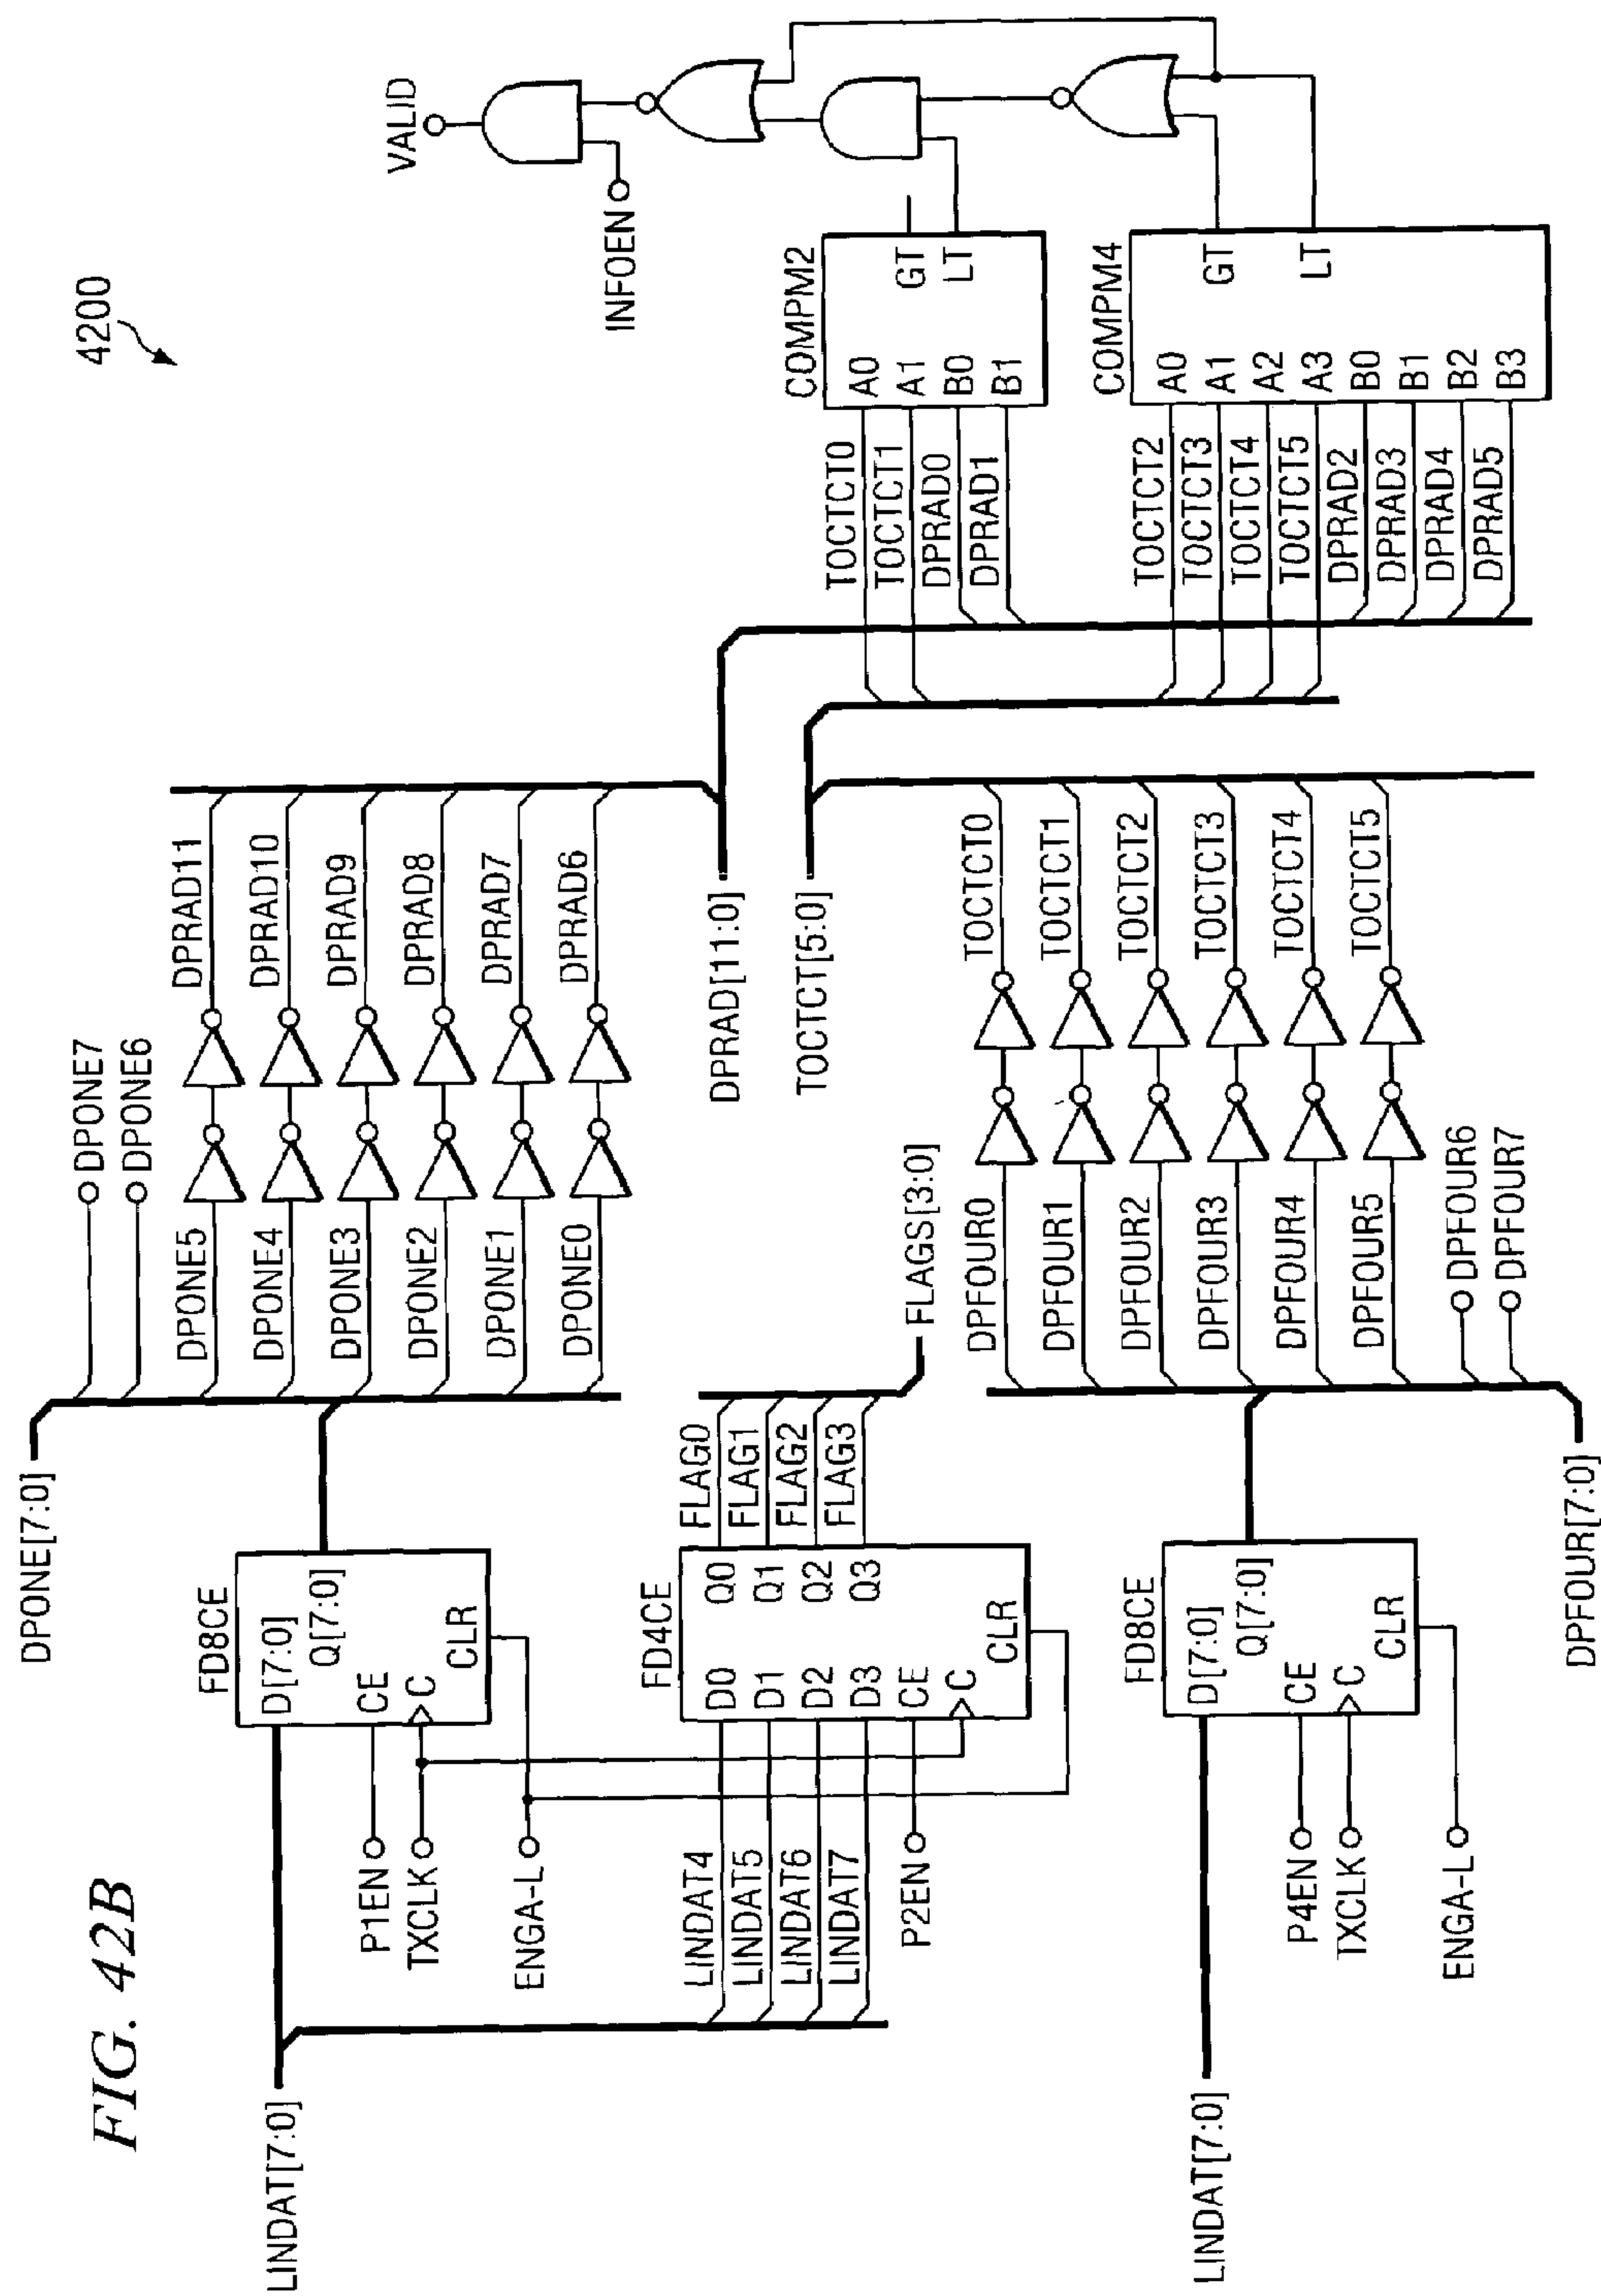 FIG. 42B
4200
LINDAT[7:0]
P1EN
TXCLK
ENGA-L
FD8CE
D[7:0]
Q[7:0]
CE
C
CLR
DPONE[7:0]
DPONE7
DPONE6
DPONE5
DPONE4
DPONE3
DPONE2
DPONE1
DPONE0
DPRAD11
DPRAD10
DPRAD9
DPRAD8
DPRAD7
DPRAD6
DPRAD[11:0]
TOCTCT[5:0]
LINDAT4
LINDAT5
LINDAT6
LINDAT7
P2EN
FD4CE
D0
D1
D2
D3
CE
C
Q0
Q1
Q2
Q3
CLR
FLAG0
FLAG1
FLAG2
FLAG3
FLAGS[3:0]
LINDAT[7:0]
P4EN
TXCLK
ENGA-L
FD8CE
D[7:0]
Q[7:0]
CE
C
CLR
DPFOUR[7:0]
DPFOUR0
DPFOUR1
DPFOUR2
DPFOUR3
DPFOUR4
DPFOUR5
DPFOUR6
DPFOUR7
TOCTCT0
TOCTCT1
TOCTCT2
TOCTCT3
TOCTCT4
TOCTCT5
TOCTCT0
TOCTCT1
DPRAD0
DPRAD1
COMPM2
A0
A1
B0
B1
GT
LT
TOCTCT2
TOCTCT3
TOCTCT4
TOCTCT5
DPRAD2
DPRAD3
DPRAD4
DPRAD5
COMPM4
A0
A1
A2
A3
B0
B1
B2
B3
GT
LT
INFOEN
VALID